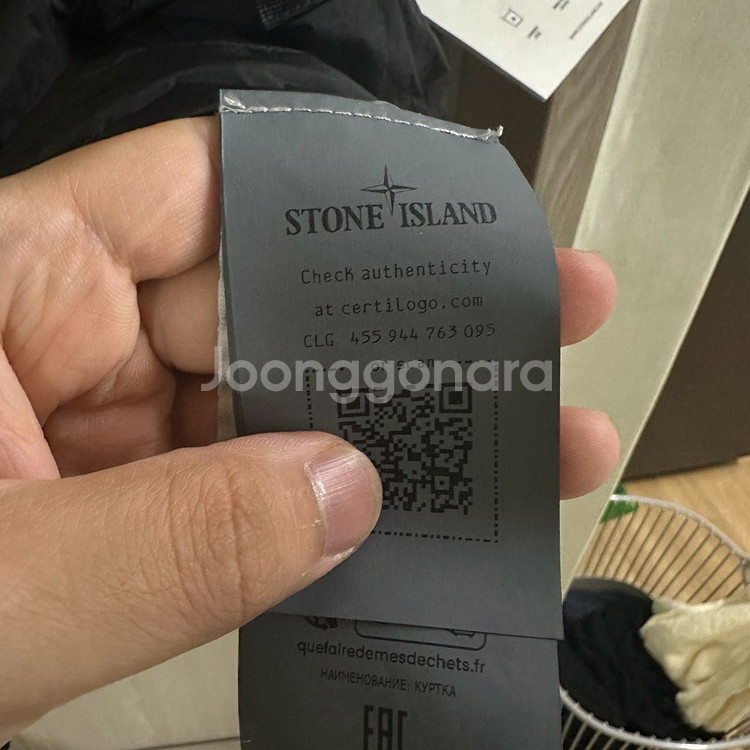 STONE ISLAND
Check authenticity
at certilogo.com
CLG 455 944 763 095
Joonggonara
quefairedemesdechets.fr
НАИМЕНОВАНИЕ: КУРТКА
EAC